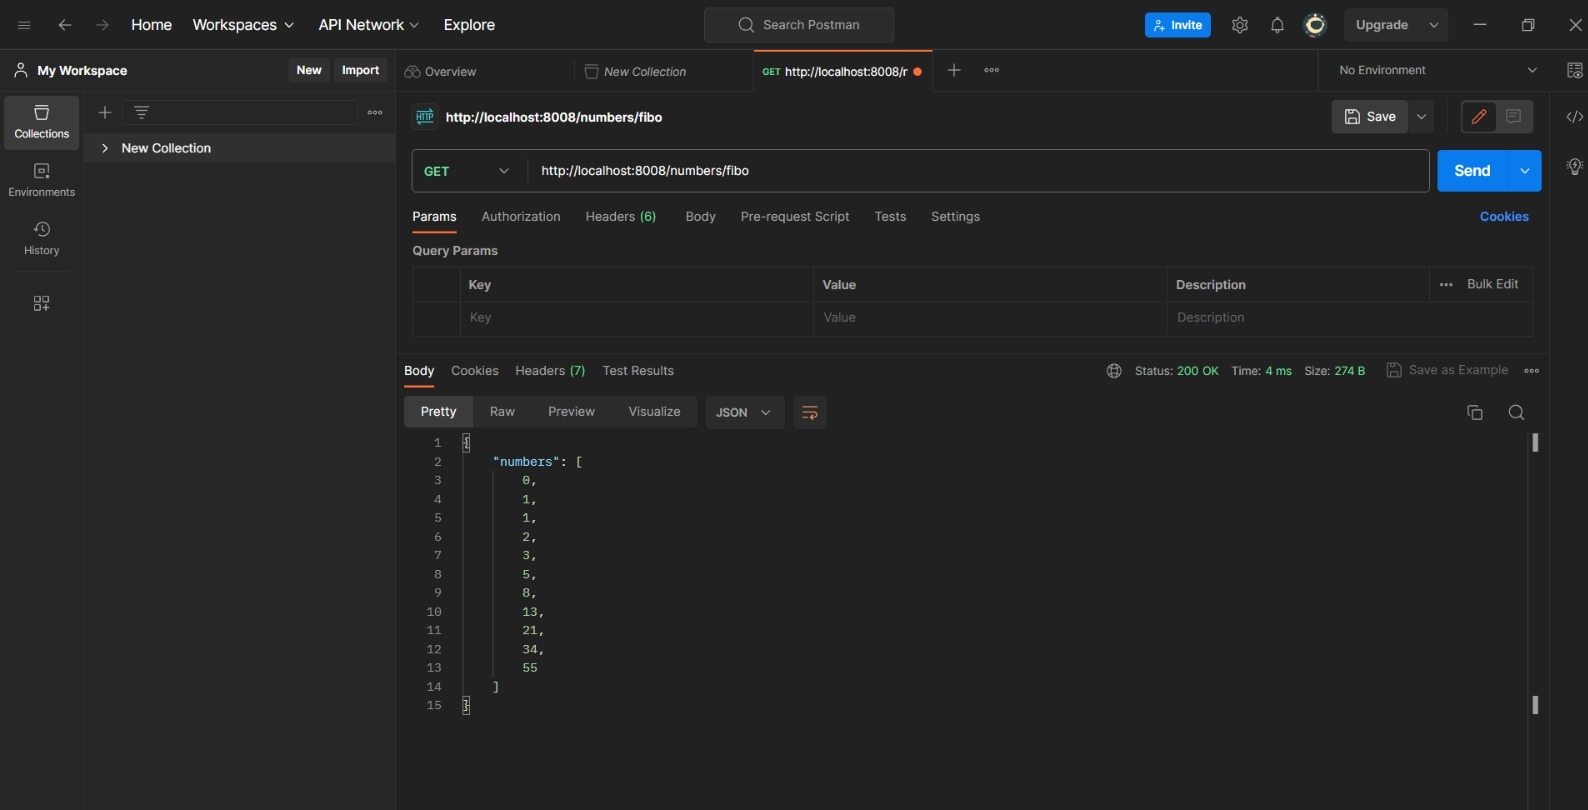 Home Workspaces API Network Explore Search Postman Invite Upgrade
My Workspace New Import Overview New Collection GET http://localhost:8008/r No Environment
Collections
New Collection
Environments
History
HTTP http://localhost:8008/numbers/fibo Save
GET http://localhost:8008/numbers/fibo Send
Params Authorization Headers (6) Body Pre-request Script Tests Settings Cookies
Query Params
Key Value Description Bulk Edit
Key Value Description
Body Cookies Headers (7) Test Results Status: 200 OK Time: 4 ms Size: 274 B Save as Example
Pretty Raw Preview Visualize JSON
1 {
2 "numbers": [
3 0,
4 1,
5 1,
6 2,
7 3,
8 5,
9 8,
10 13,
11 21,
12 34,
13 55
14 ]
15 }